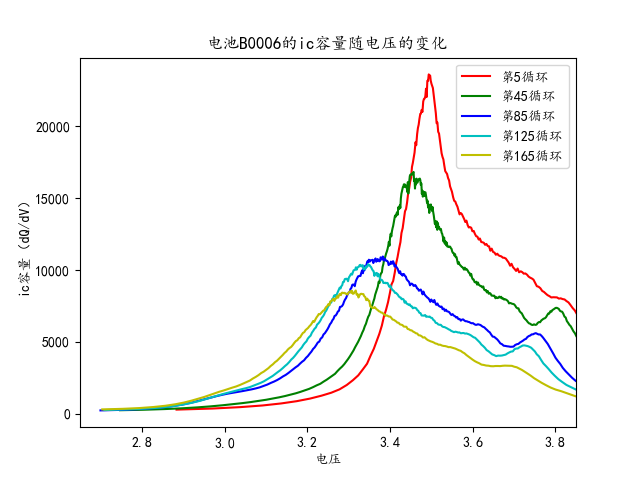 电池B0006的ic容量随电压的变化
ic容量 (dQ/dV)
20000
15000
10000
5000
0
第5循环
第45循环
第85循环
第125循环
第165循环
2.8 3.0 3.2 3.4 3.6 3.8
电压